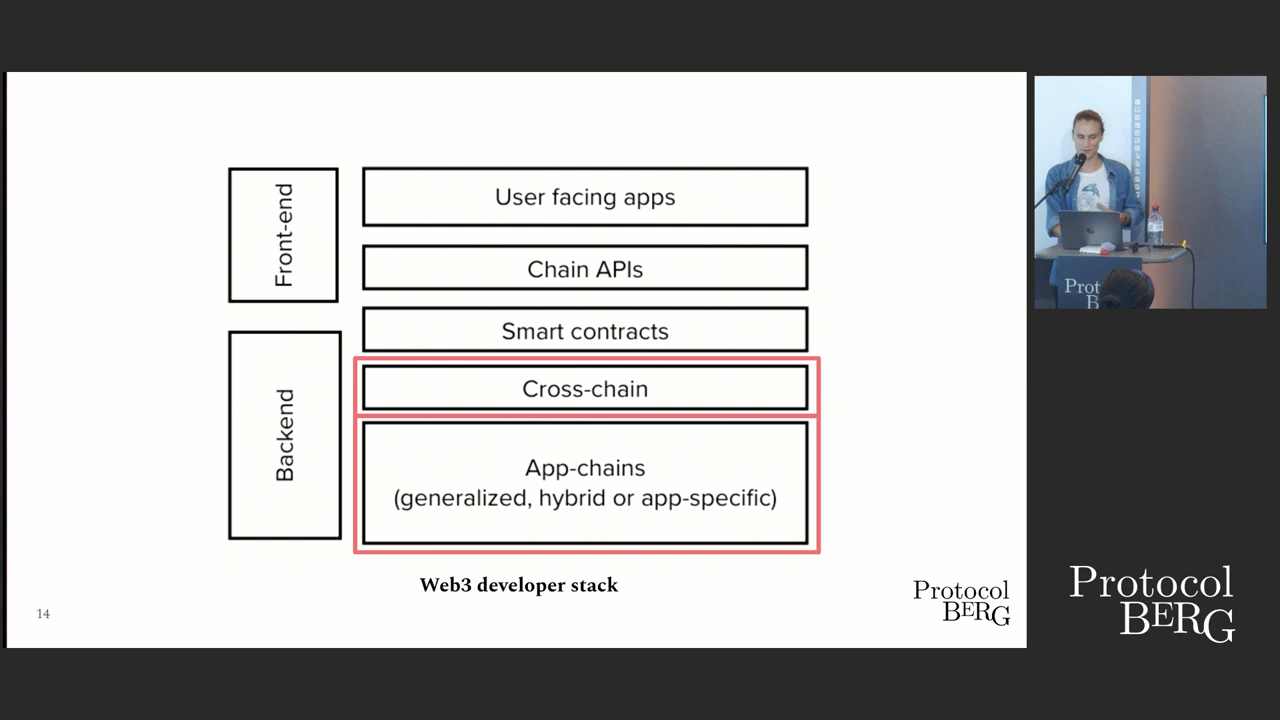 Front-end
User facing apps
Chain APIs
Backend
Smart contracts
Cross-chain
App-chains
(generalized, hybrid or app-specific)
Web3 developer stack
14
Protocol
BERG
Protocol
BERG